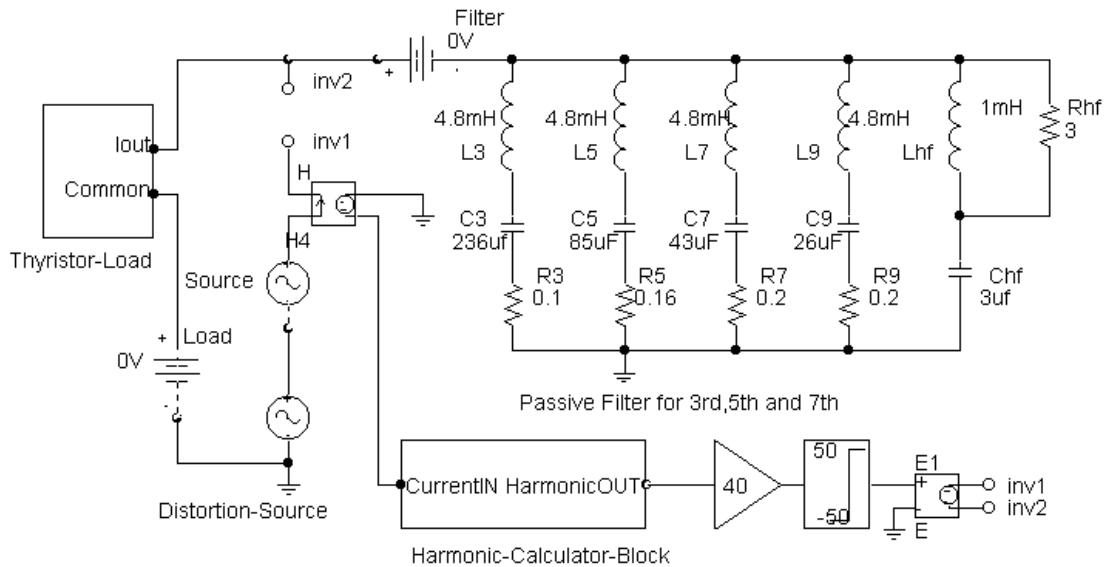 Filter
0V
+
-
inv2
inv1
Iout
Common
Thyristor-Load
H
H4
Source
+
Load
0V
-
Distortion-Source
4.8mH
L3
4.8mH
L5
4.8mH
L7
4.8mH
L9
1mH
Lhf
Rhf
3
C3
236uf
C5
85uF
C7
43uF
C9
26uF
Chf
3uf
R3
0.1
R5
0.16
R7
0.2
R9
0.2
Passive Filter for 3rd,5th and 7th
CurrentIN HarmonicOUT
Harmonic-Calculator-Block
40
50
-50
E1
+
-
E
inv1
inv2